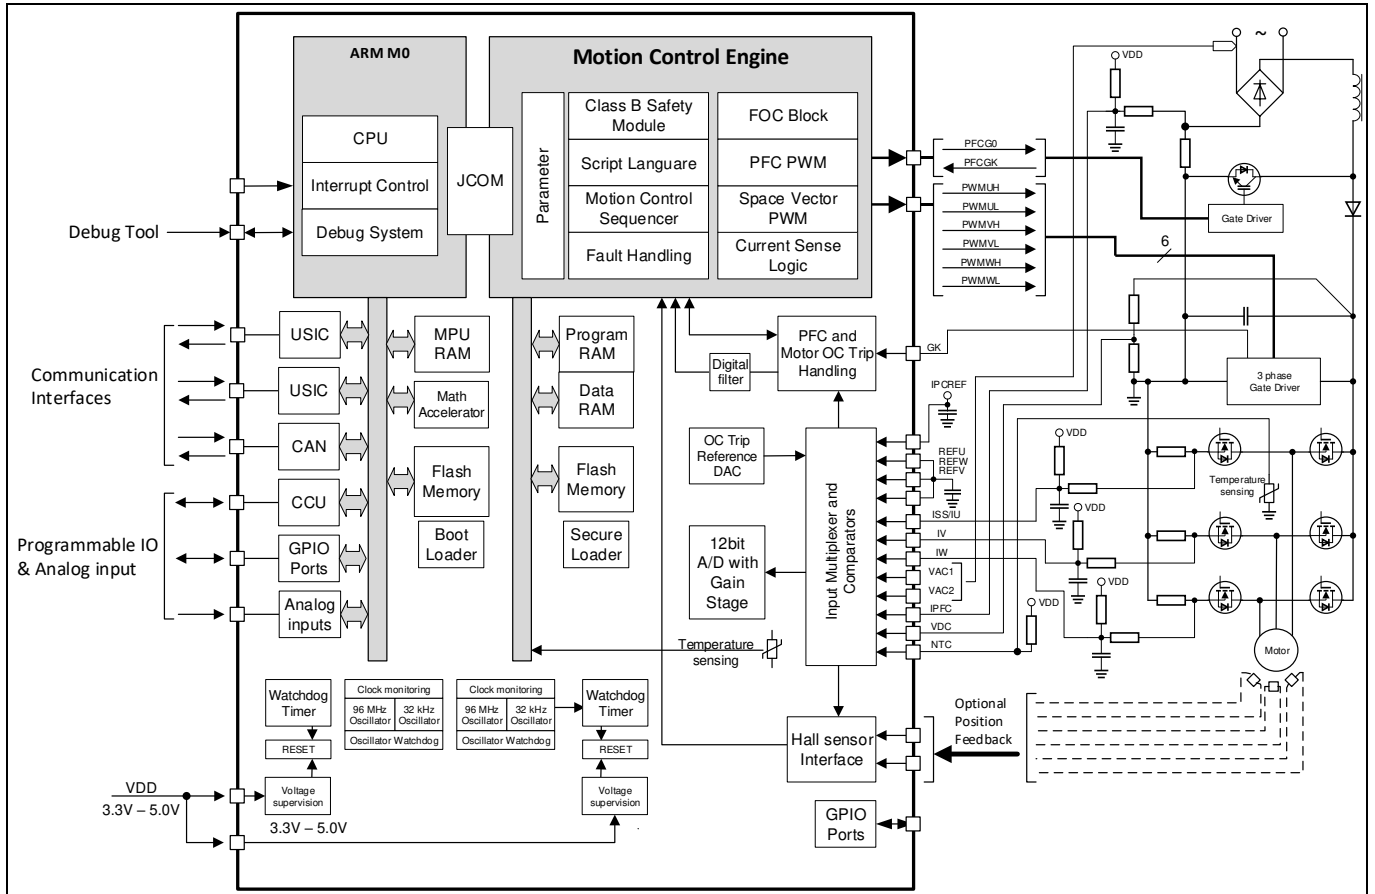 ARM M0
CPU
Interrupt Control
Debug System
JCOM
Motion Control Engine
Parameter
Class B Safety
Module
Script Languare
Motion Control
Sequencer
Fault Handling
FOC Block
PFC PWM
Space Vector
PWM
Current Sense
Logic
Debug Tool
Communication
Interfaces
Programmable IO
& Analog input
USIC
USIC
CAN
CCU
GPIO
Ports
Analog
inputs
MPU
RAM
Math
Accelerator
Flash
Memory
Boot
Loader
Program
RAM
Data
RAM
Flash
Memory
Secure
Loader
Digital
filter
PFC and
Motor OC Trip
Handling
OC Trip
Reference
DAC
12bit
A/D with
Gain
Stage
Input Multiplexer and
Comparators
Temperature
sensing
Hall sensor
Interface
GPIO
Ports
Watchdog
Timer
RESET
Voltage
supervision
3.3V – 5.0V
Clock monitoring
96 MHz
Oscillator
32 kHz
Oscillator
Oscillator Watchdog
Clock monitoring
96 MHz
Oscillator
32 kHz
Oscillator
Oscillator Watchdog
Watchdog
Timer
RESET
Voltage
supervision
VDD
3.3V – 5.0V
PFCG0
PFCGK
PWMUH
PWMUL
PWMVH
PWMVL
PWMWH
PWMWL
GK
IPCREF
REFU
REFW
REFV
ISS/IU
IV
IW
VAC1
VAC2
IPFC
VDC
NTC
VDD
~
Gate Driver
6
3 phase
Gate Driver
VDD
VDD
VDD
VDD
Temperature
sensing
Motor
Optional
Position
Feedback